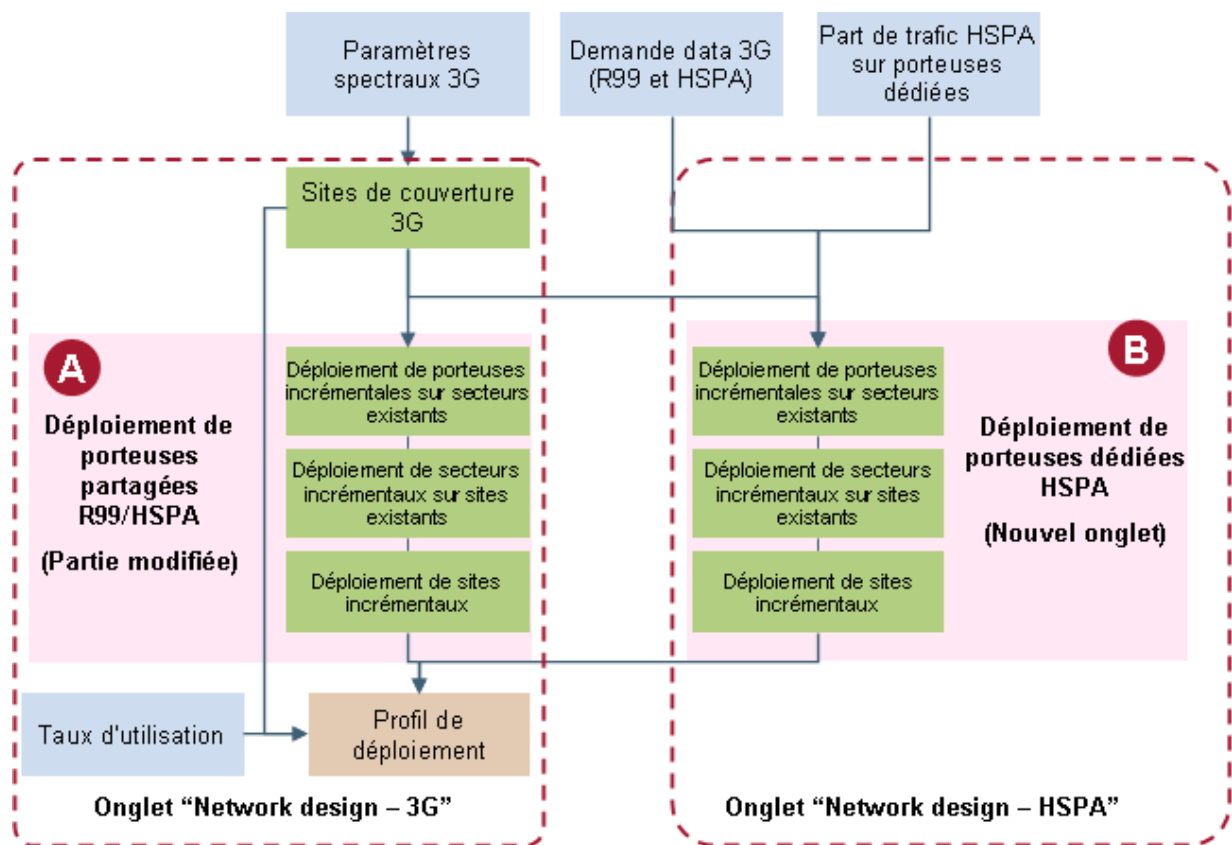 Paramètres
spectraux 3G
Demande data 3G
(R99 et HSPA)
Part de trafic HSPA
sur porteuses
dédiées
Sites de couverture
3G
A
Déploiement de
porteuses
partagées
R99/HSPA
(Partie modifiée)
Déploiement de porteuses
incrémentales sur secteurs
existants
Déploiement de secteurs
incrémentaux sur sites
existants
Déploiement de sites
incrémentaux
Déploiement de porteuses
incrémentales sur secteurs
existants
Déploiement de secteurs
incrémentaux sur sites
existants
Déploiement de sites
incrémentaux
B
Déploiement de
porteuses dédiées
HSPA
(Nouvel onglet)
Taux d'utilisation
Profil de
déploiement
Onglet “Network design – 3G”
Onglet “Network design – HSPA”